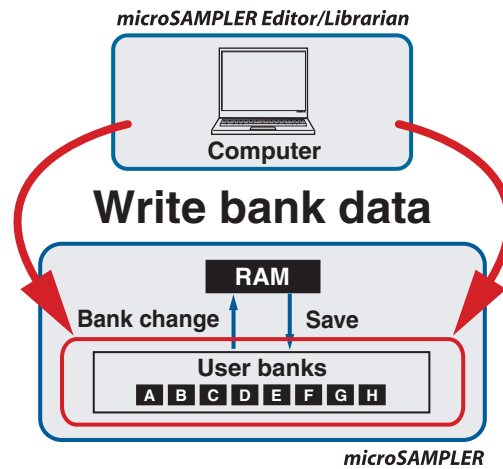 microSAMPLER Editor/Librarian
Computer
Write bank data
RAM
Bank change Save
User banks
A B C D E F G H
microSAMPLER